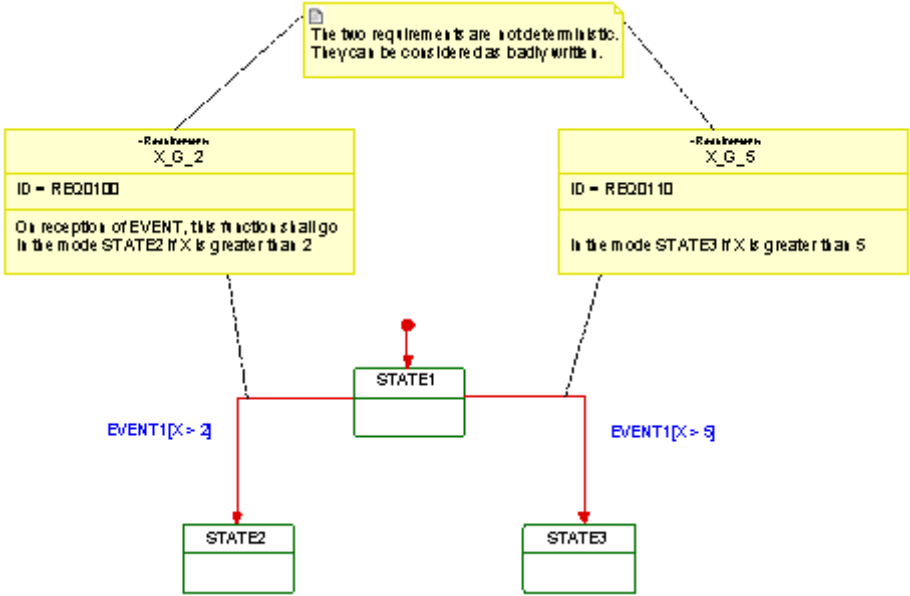 The two requirements are not deterministic.
They can be considered as badly written.
«Requirement»
X_G_2
ID = REQ0100
On reception of EVENT, this function shall go
in the mode STATE2 if X is greater than 2
«Requirement»
X_G_5
ID = REQ0110
in the mode STATE3 if X is greater than 5
STATE1
EVENT1[X > 2]
EVENT1[X > 5]
STATE2
STATE3